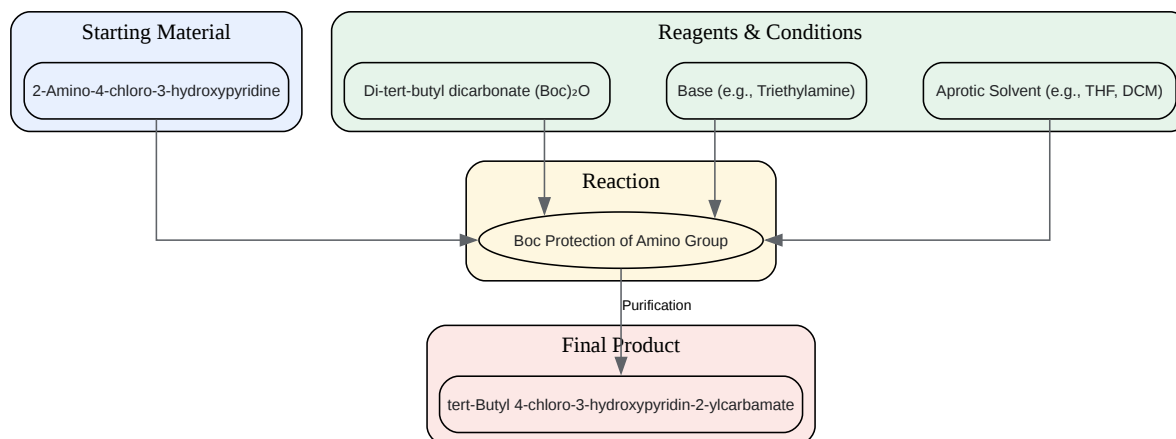 Starting Material
2-Amino-4-chloro-3-hydroxypyridine
Reagents & Conditions
Di-tert-butyl dicarbonate (Boc)₂O
Base (e.g., Triethylamine)
Aprotic Solvent (e.g., THF, DCM)
Reaction
Boc Protection of Amino Group
Purification
Final Product
tert-Butyl 4-chloro-3-hydroxypyridin-2-ylcarbamate